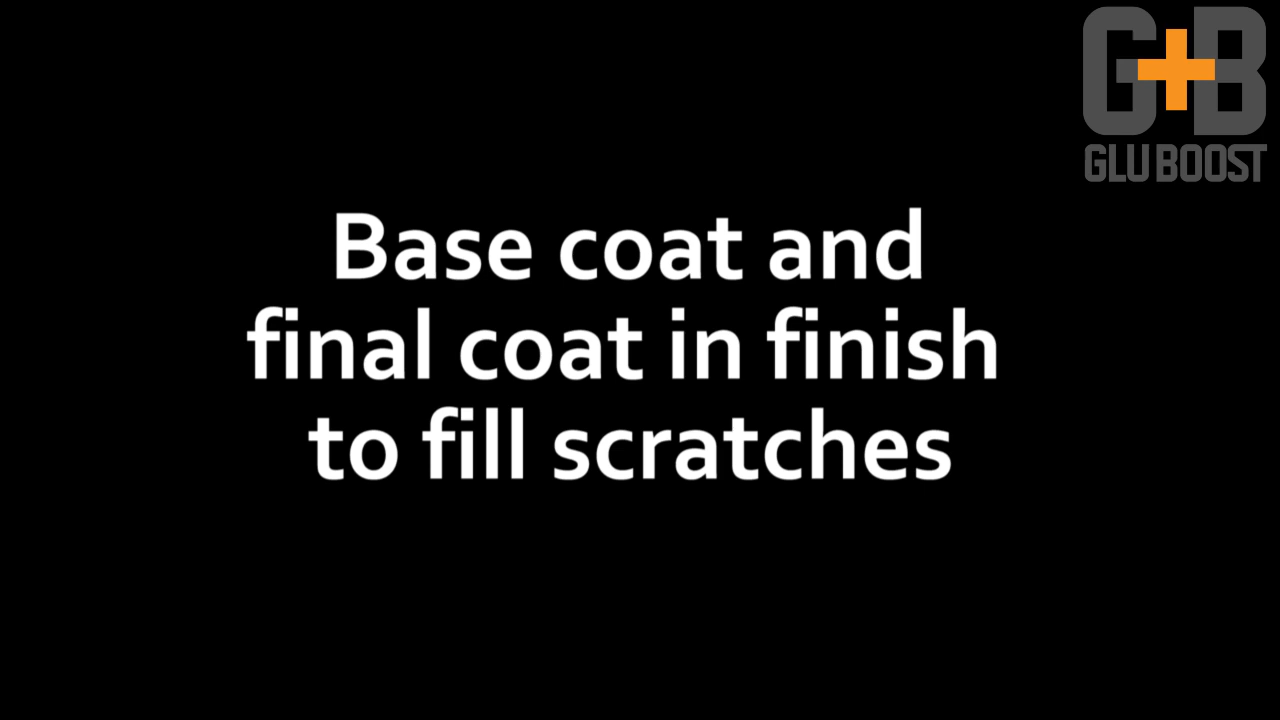 G+B
GLU BOOST
Base coat and
final coat in finish
to fill scratches